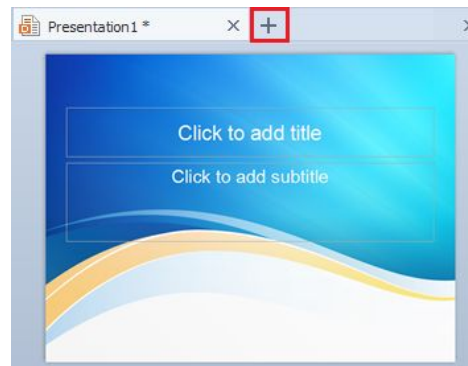 Presentation1 *
Click to add title
Click to add subtitle